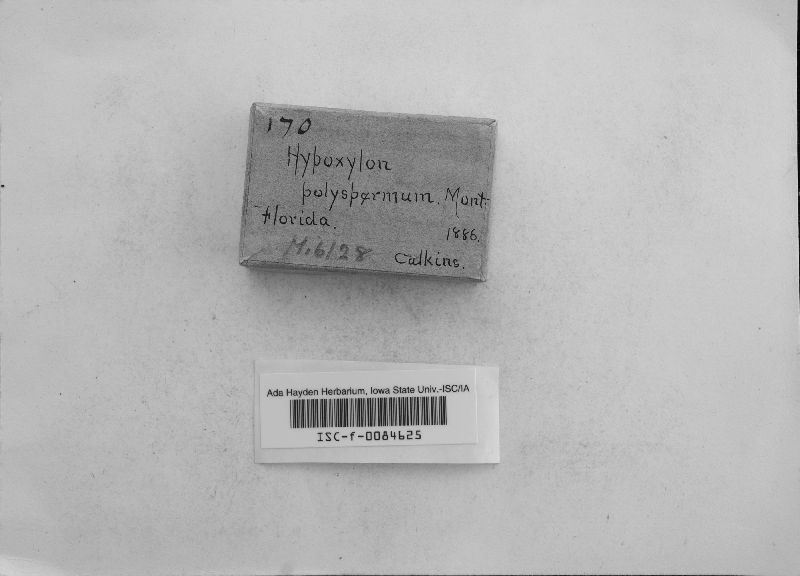 170
Hypoxylon
polyspermum. Mont.
Florida.
1886.
M.6128
Calkins.
Ada Hayden Herbarium, Iowa State Univ.-ISC/IA
ISC-f-0084625